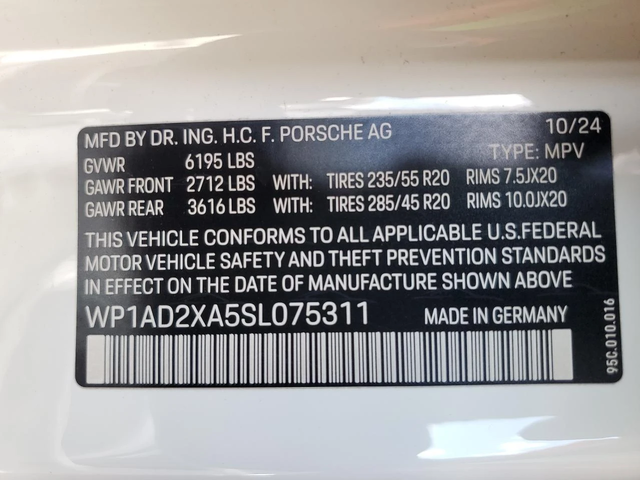 MFD BY DR. ING. H.C. F. PORSCHE AG 10/24
GVWR 6195 LBS TYPE: MPV
GAWR FRONT 2712 LBS WITH: TIRES 235/55 R20 RIMS 7.5JX20
GAWR REAR 3616 LBS WITH: TIRES 285/45 R20 RIMS 10.0JX20
THIS VEHICLE CONFORMS TO ALL APPLICABLE U.S.FEDERAL
MOTOR VEHICLE SAFETY AND THEFT PREVENTION STANDARDS
IN EFFECT ON THE DATE OF MANUFACTURE SHOWN ABOVE
WP1AD2XA5SL075311 MADE IN GERMANY
95C.010.016